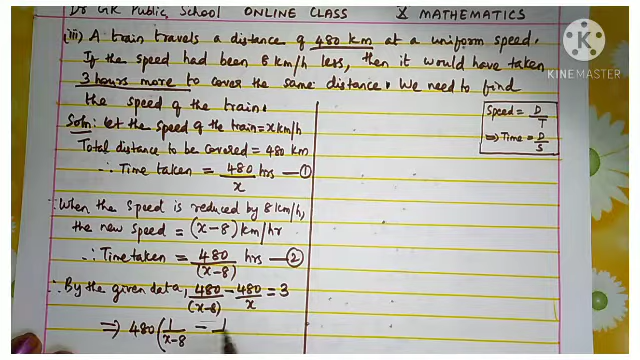 Dr GK Public School ONLINE CLASS X MATHEMATICS
(iii) A train travels a distance of 480 km at a uniform speed.
If the speed had been 8 km/h less, then it would have taken
3 hours more to cover the same distance. We need to find
the speed of the train.
Soln: let the speed of the train = x km/h
Total distance to be covered = 480 km
∴ Time taken = 480/x hrs —①
∴ When the speed is reduced by 8 km/h,
the new speed = (x-8) km/hr
∴ Time taken = 480/(x-8) hrs —②
∴ By the given data, 480/(x-8) - 480/x = 3
⇒ 480(1/x-8 - 1
Speed = D/T
⇒ Time = D/S
KINEMASTER